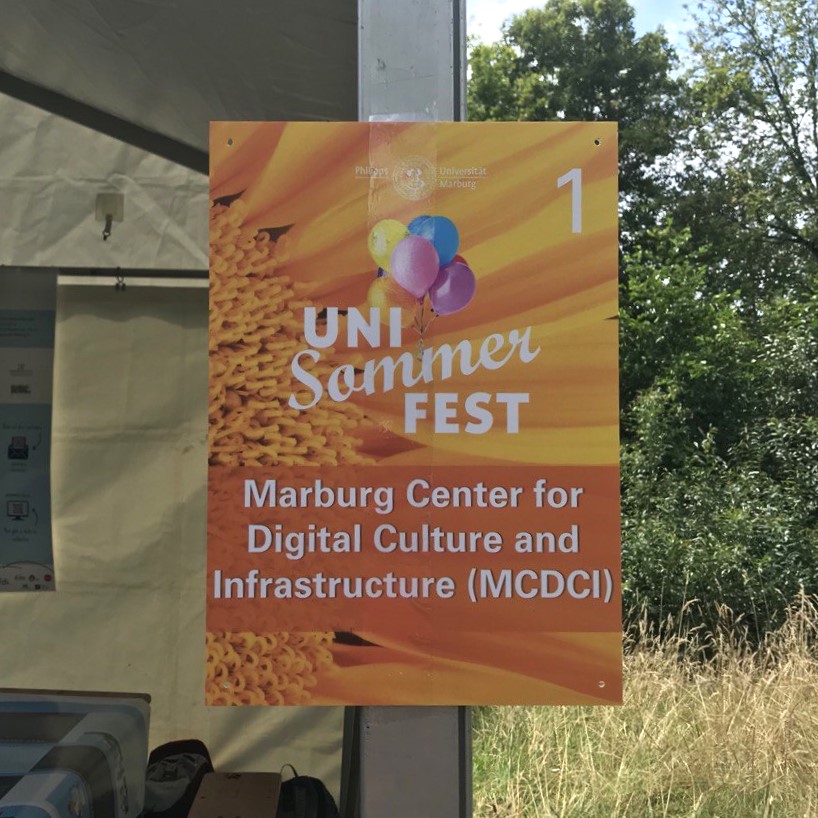 Philipps Universität
Marburg
1
UNI
Sommer
FEST
Marburg Center for
Digital Culture and
Infrastructure (MCDCI)